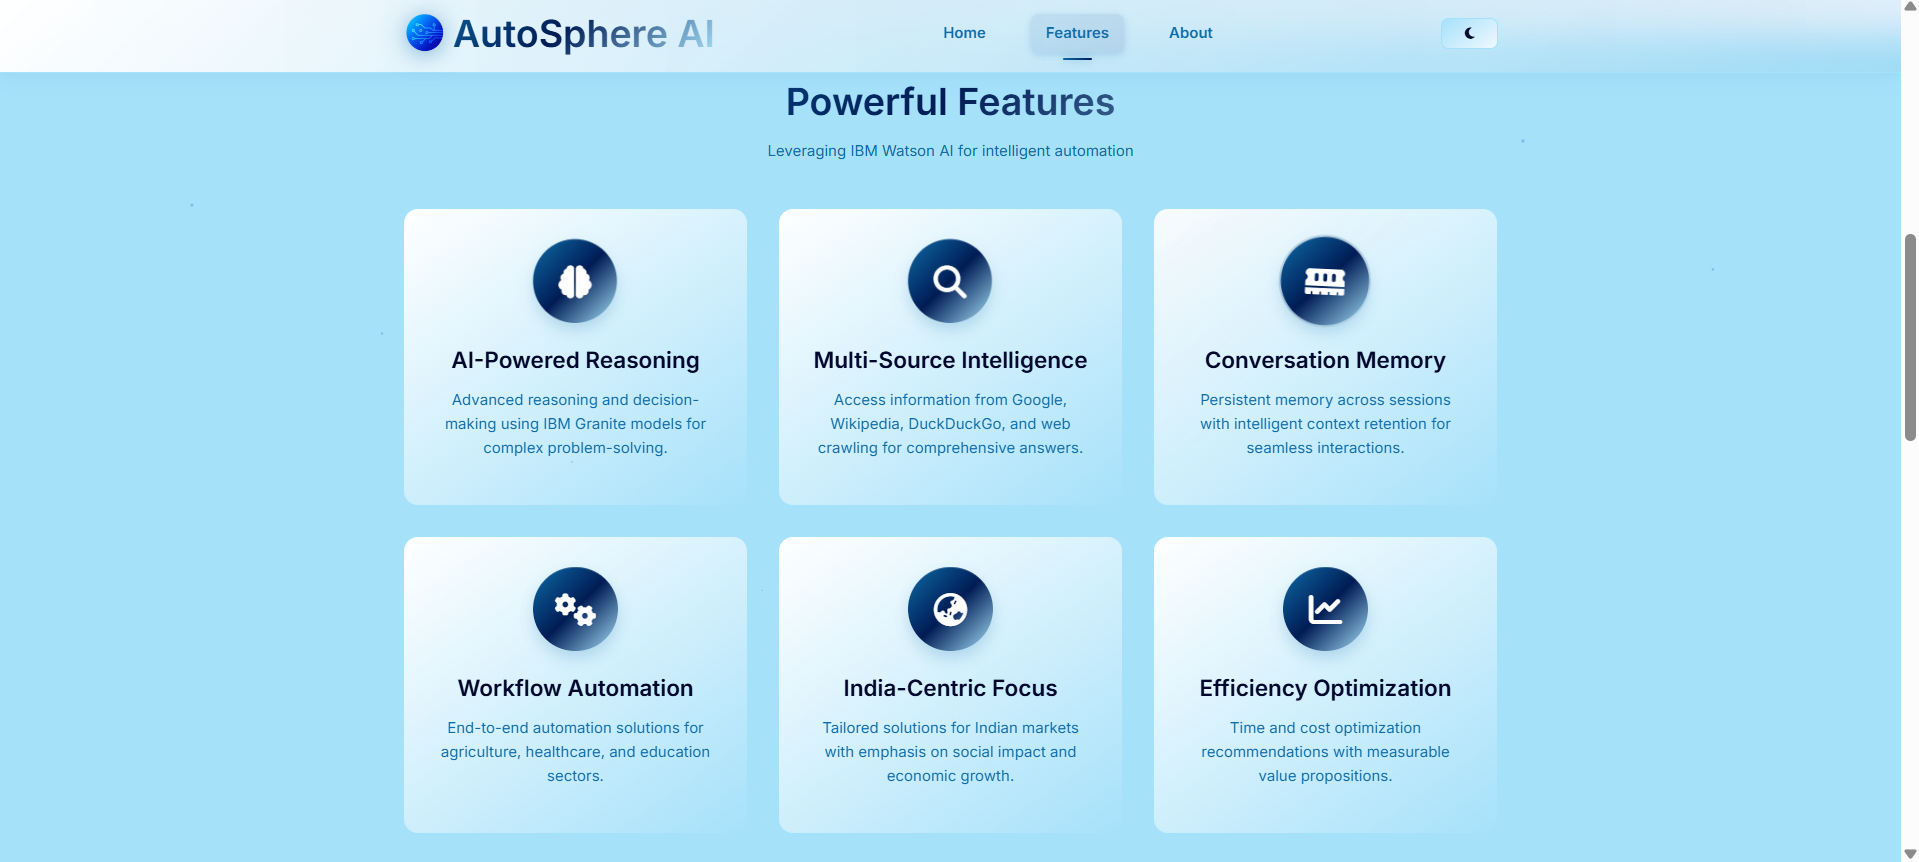 AutoSphere AI
Home
Features
About
Powerful Features
Leveraging IBM Watson AI for intelligent automation
AI-Powered Reasoning
Advanced reasoning and decision-
making using IBM Granite models for
complex problem-solving.
Multi-Source Intelligence
Access information from Google,
Wikipedia, DuckDuckGo, and web
crawling for comprehensive answers.
Conversation Memory
Persistent memory across sessions
with intelligent context retention for
seamless interactions.
Workflow Automation
End-to-end automation solutions for
agriculture, healthcare, and education
sectors.
India-Centric Focus
Tailored solutions for Indian markets
with emphasis on social impact and
economic growth.
Efficiency Optimization
Time and cost optimization
recommendations with measurable
value propositions.